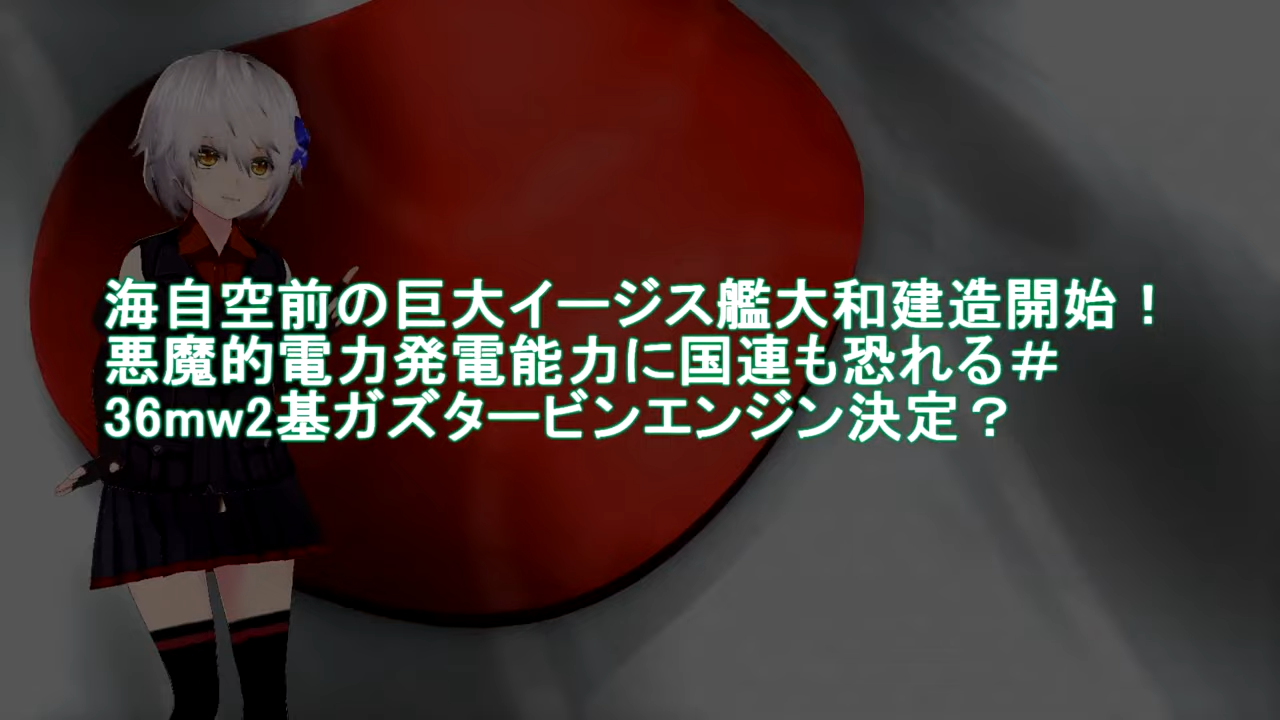 海自空前の巨大イージス艦大和建造開始！
悪魔的電力発電能力に国連も恐れる＃
36mw2基ガズタービンエンジン決定？